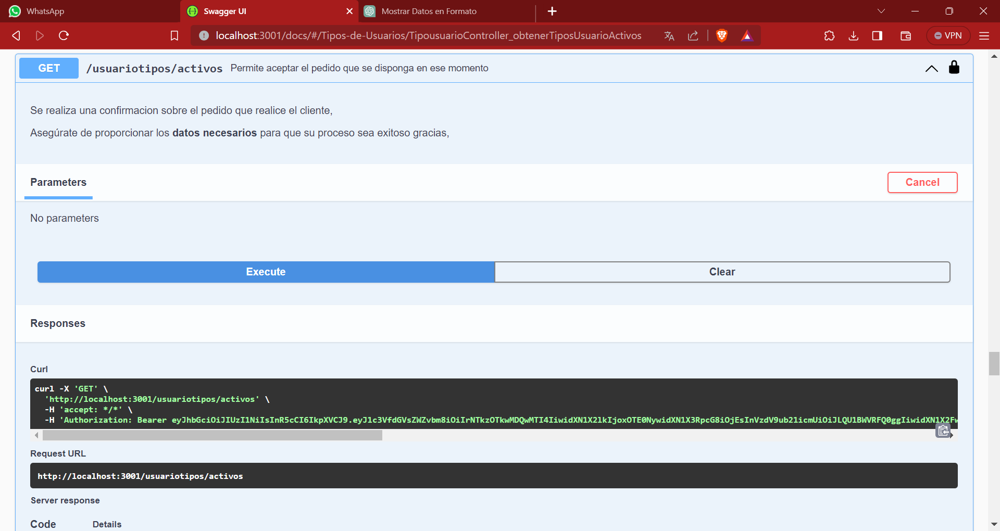 WhatsApp
Swagger UI
Mostrar Datos en Formato
localhost:3001/docs/#/Tipos-de-Usuarios/TipousuarioController_obtenerTiposUsuarioActivos
VPN
GET /usuariotipos/activos Permite aceptar el pedido que se disponga en ese momento
Se realiza una confirmacion sobre el pedido que realice el cliente,
Asegúrate de proporcionar los datos necesarios para que su proceso sea exitoso gracias,
Parameters
Cancel
No parameters
Execute
Clear
Responses
Curl
curl -X 'GET' \
'http://localhost:3001/usuariotipos/activos' \
-H 'accept: */*' \
-H 'Authorization: Bearer eyJhbGciOiJIUzI1NiIsInR5cCI6IkpXVCJ9.eyJ1c3VfdGVsZWZvbm8iOiIrNTkzOTkwMDQwMTI4IiwidXN1X2lkIjoxOTE0NywidXN1X3RpcG8iOjEsInVzdV9ub21icmUiOiJLQU1BWVRFQ0ggIiwidXN1X2Fw
Request URL
http://localhost:3001/usuariotipos/activos
Server response
Code Details